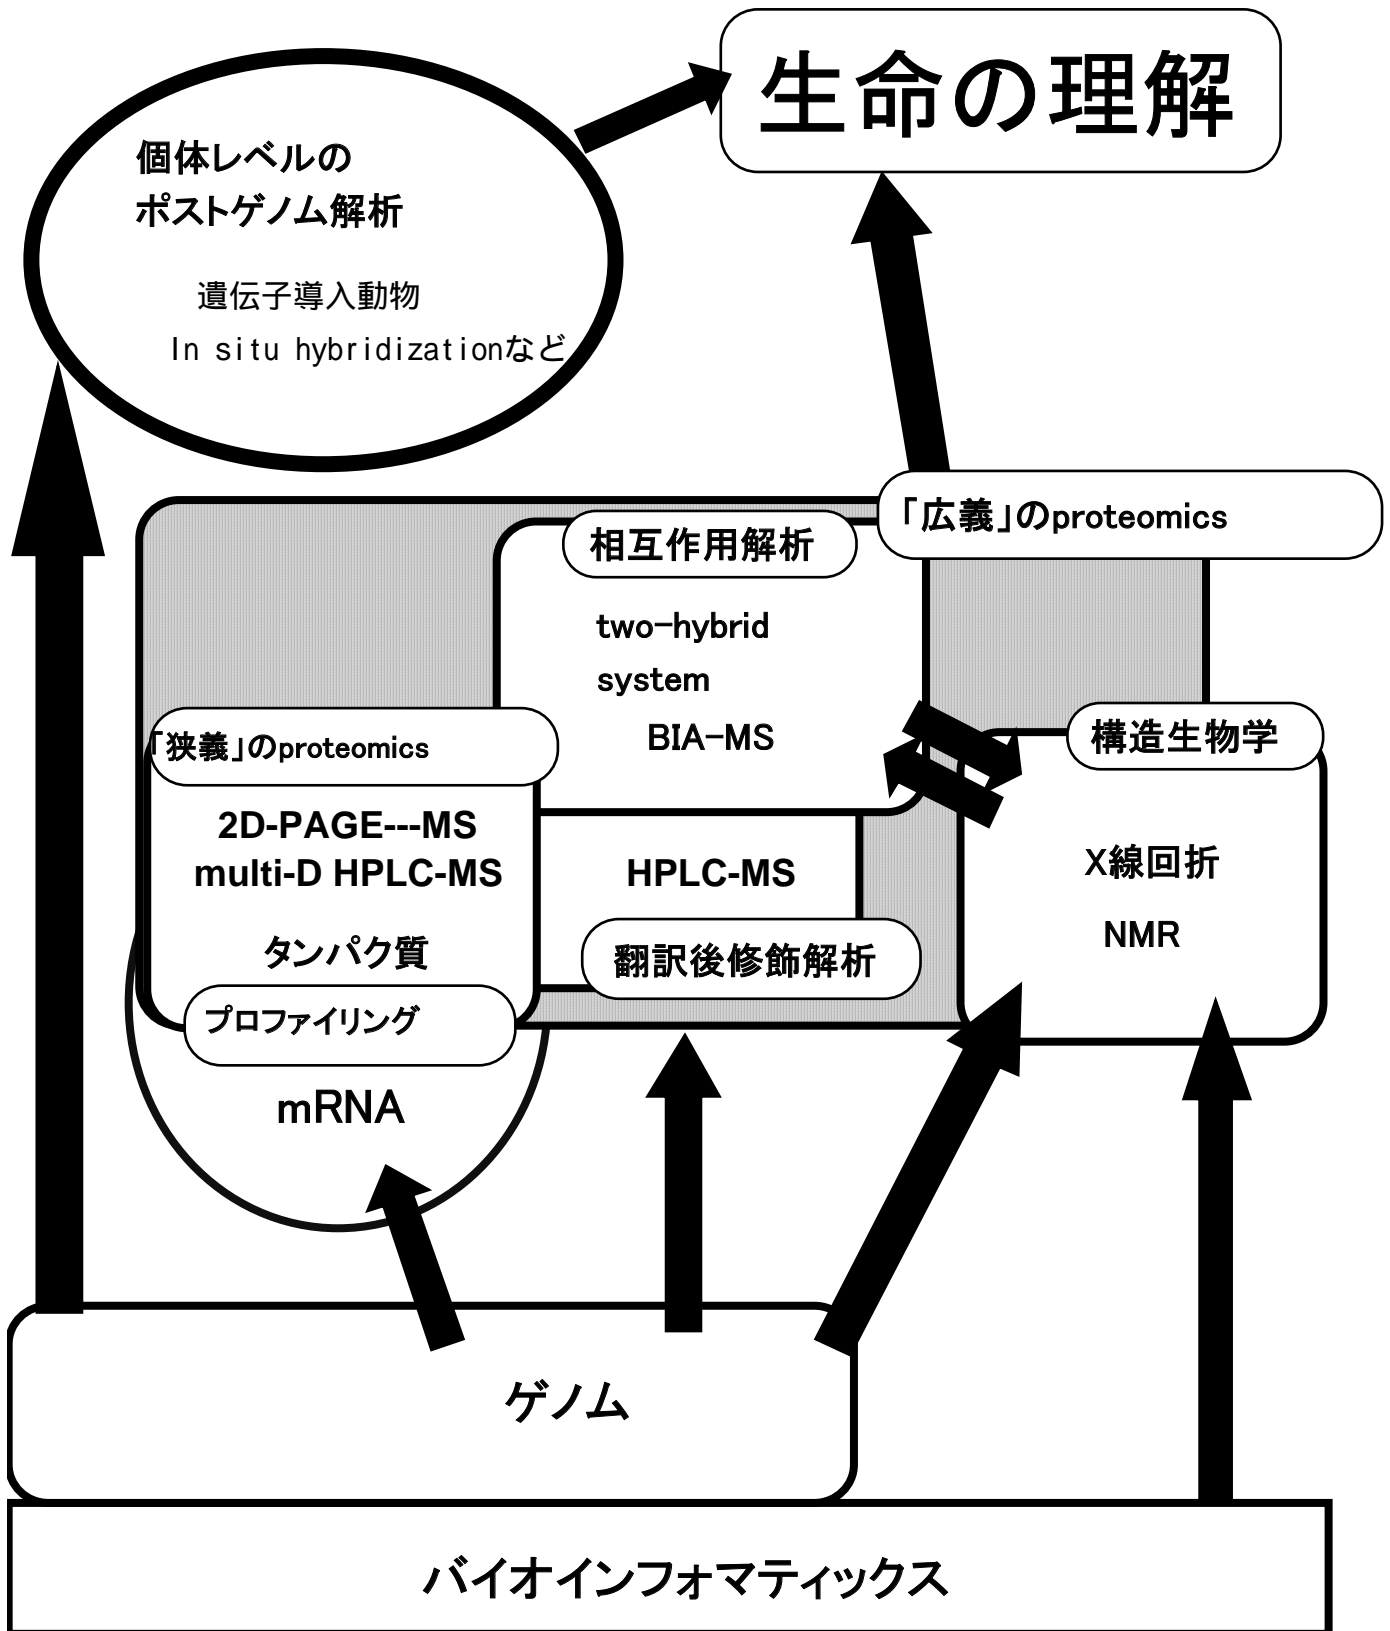 生命の理解
個体レベルの
ポストゲノム解析
遺伝子導入動物
In situ hybridizationなど
「広義」のproteomics
相互作用解析
two-hybrid
system
BIA-MS
「狭義」のproteomics
構造生物学
2D-PAGE---MS
multi-D HPLC-MS
HPLC-MS
X線回折
NMR
タンパク質
翻訳後修飾解析
プロファイリング
mRNA
ゲノム
バイオインフォマティックス